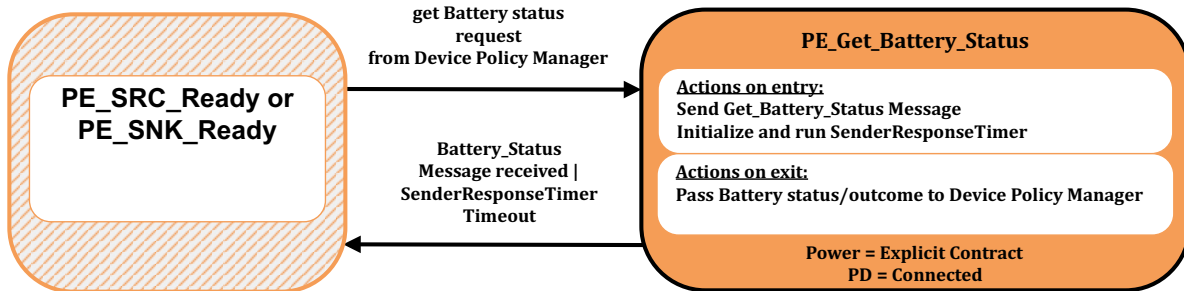 PE_SRC_Ready or
PE_SNK_Ready
get Battery status
request
from Device Policy Manager
Battery_Status
Message received |
SenderResponseTimer
Timeout
PE_Get_Battery_Status
Actions on entry:
Send Get_Battery_Status Message
Initialize and run SenderResponseTimer
Actions on exit:
Pass Battery status/outcome to Device Policy Manager
Power = Explicit Contract
PD = Connected